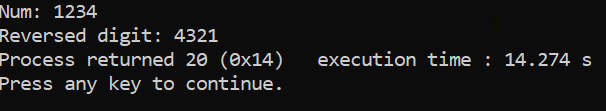 Num: 1234
Reversed digit: 4321
Process returned 20 (0x14)   execution time : 14.274 s
Press any key to continue.